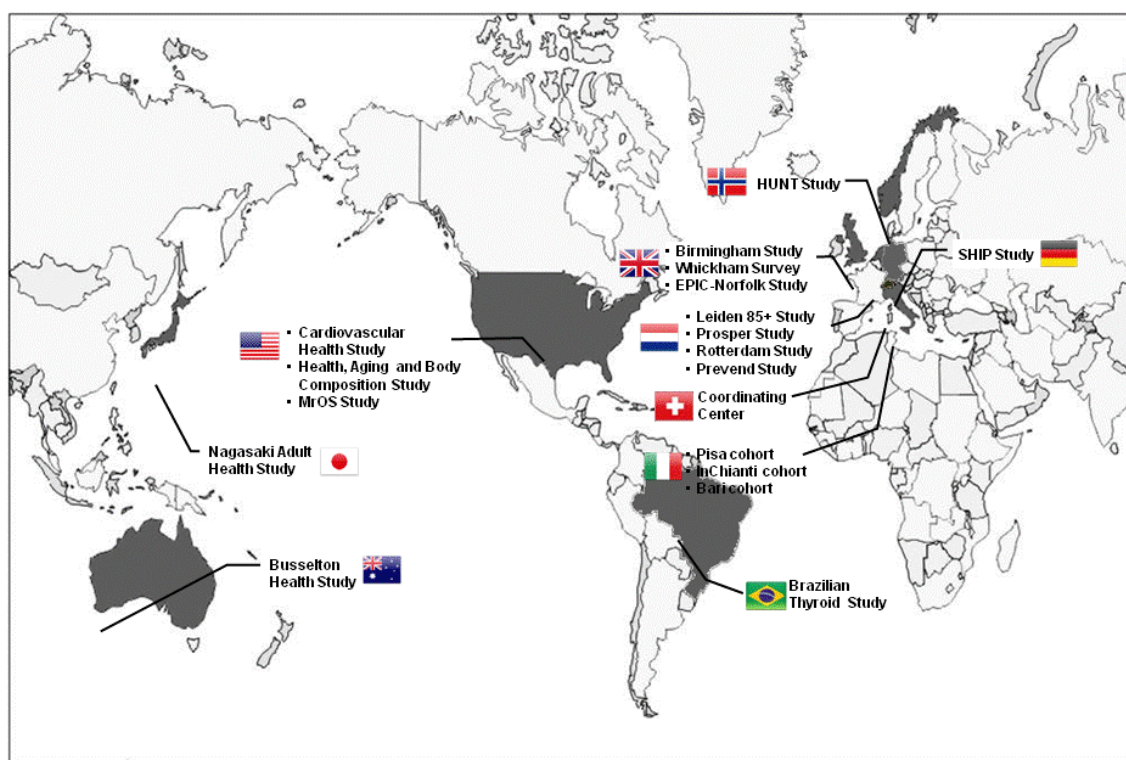 HUNT Study
▪ Birmingham Study
▪ Whickham Survey
▪ EPIC-Norfolk Study
SHIP Study
▪ Leiden 85+ Study
▪ Prosper Study
▪ Rotterdam Study
▪ Prevend Study
▪ Cardiovascular
Health Study
▪ Health, Aging and Body
Composition Study
▪ MrOS Study
Coordinating
Center
Nagasaki Adult
Health Study
▪ Pisa cohort
▪ InChianti cohort
▪ Bari cohort
Busselton
Health Study
Brazilian
Thyroid Study